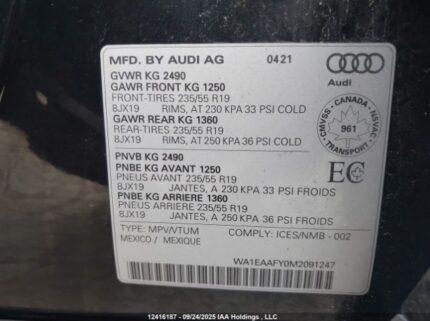 MFD. BY AUDI AG 0421
GVWR KG 2490
GAWR FRONT KG 1250
FRONT-TIRES 235/55 R19
8JX19 RIMS, AT 230 KPA 33 PSI COLD
GAWR REAR KG 1360
REAR-TIRES 235/55 R19
8JX19 RIMS, AT 250 KPA 36 PSI COLD
Audi
CANADA
CMVSS NSVAC
961
TRANSPORT
PNVB KG 2490
PNBE KG AVANT 1250
PNEUS AVANT 235/55 R19
8JX19 JANTES, A 230 KPA 33 PSI FROIDS
PNBE KG ARRIERE 1360
PNEUS ARRIERE 235/55 R19
8JX19 JANTES, A 250 KPA 36 PSI FROIDS
EC
TYPE: MPV/VTUM COMPLY: ICES/NMB - 002
MEXICO / MEXIQUE
WA1EAAFY0M2091247
12416187 - 09/24/2025 IAA Holdings, LLC